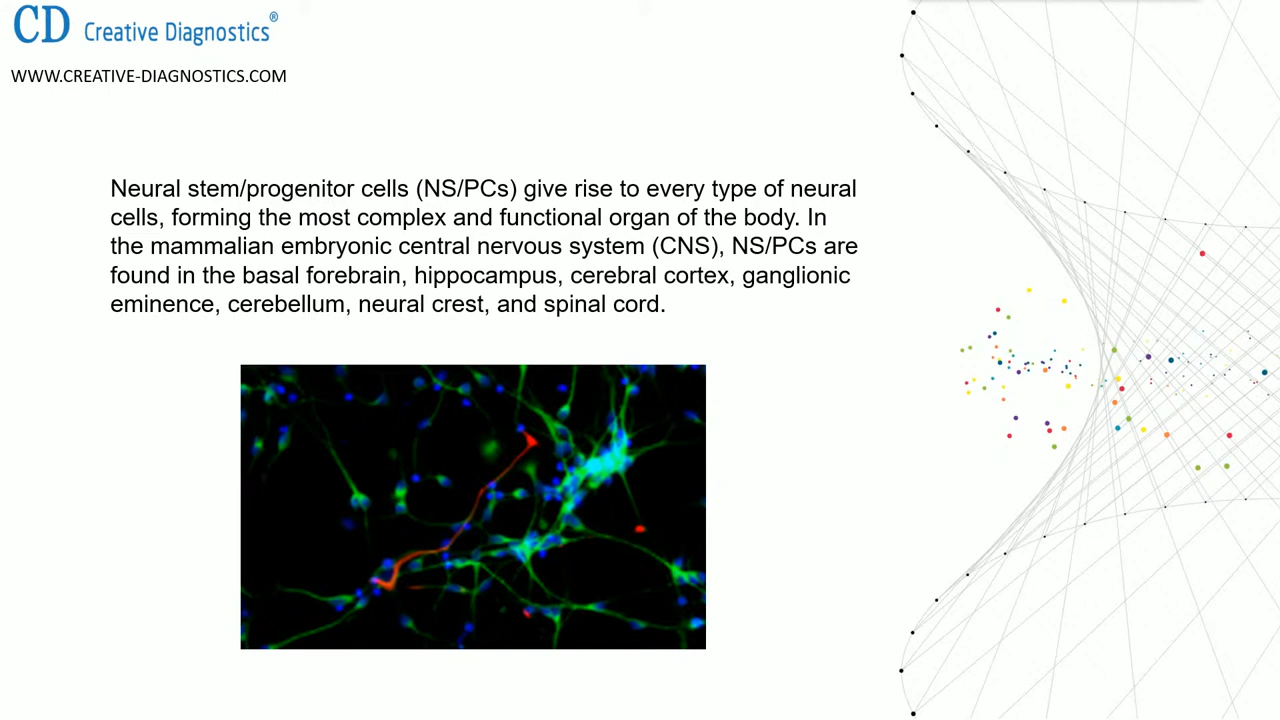 CD Creative Diagnostics®
WWW.CREATIVE-DIAGNOSTICS.COM
Neural stem/progenitor cells (NS/PCs) give rise to every type of neural
cells, forming the most complex and functional organ of the body. In
the mammalian embryonic central nervous system (CNS), NS/PCs are
found in the basal forebrain, hippocampus, cerebral cortex, ganglionic
eminence, cerebellum, neural crest, and spinal cord.